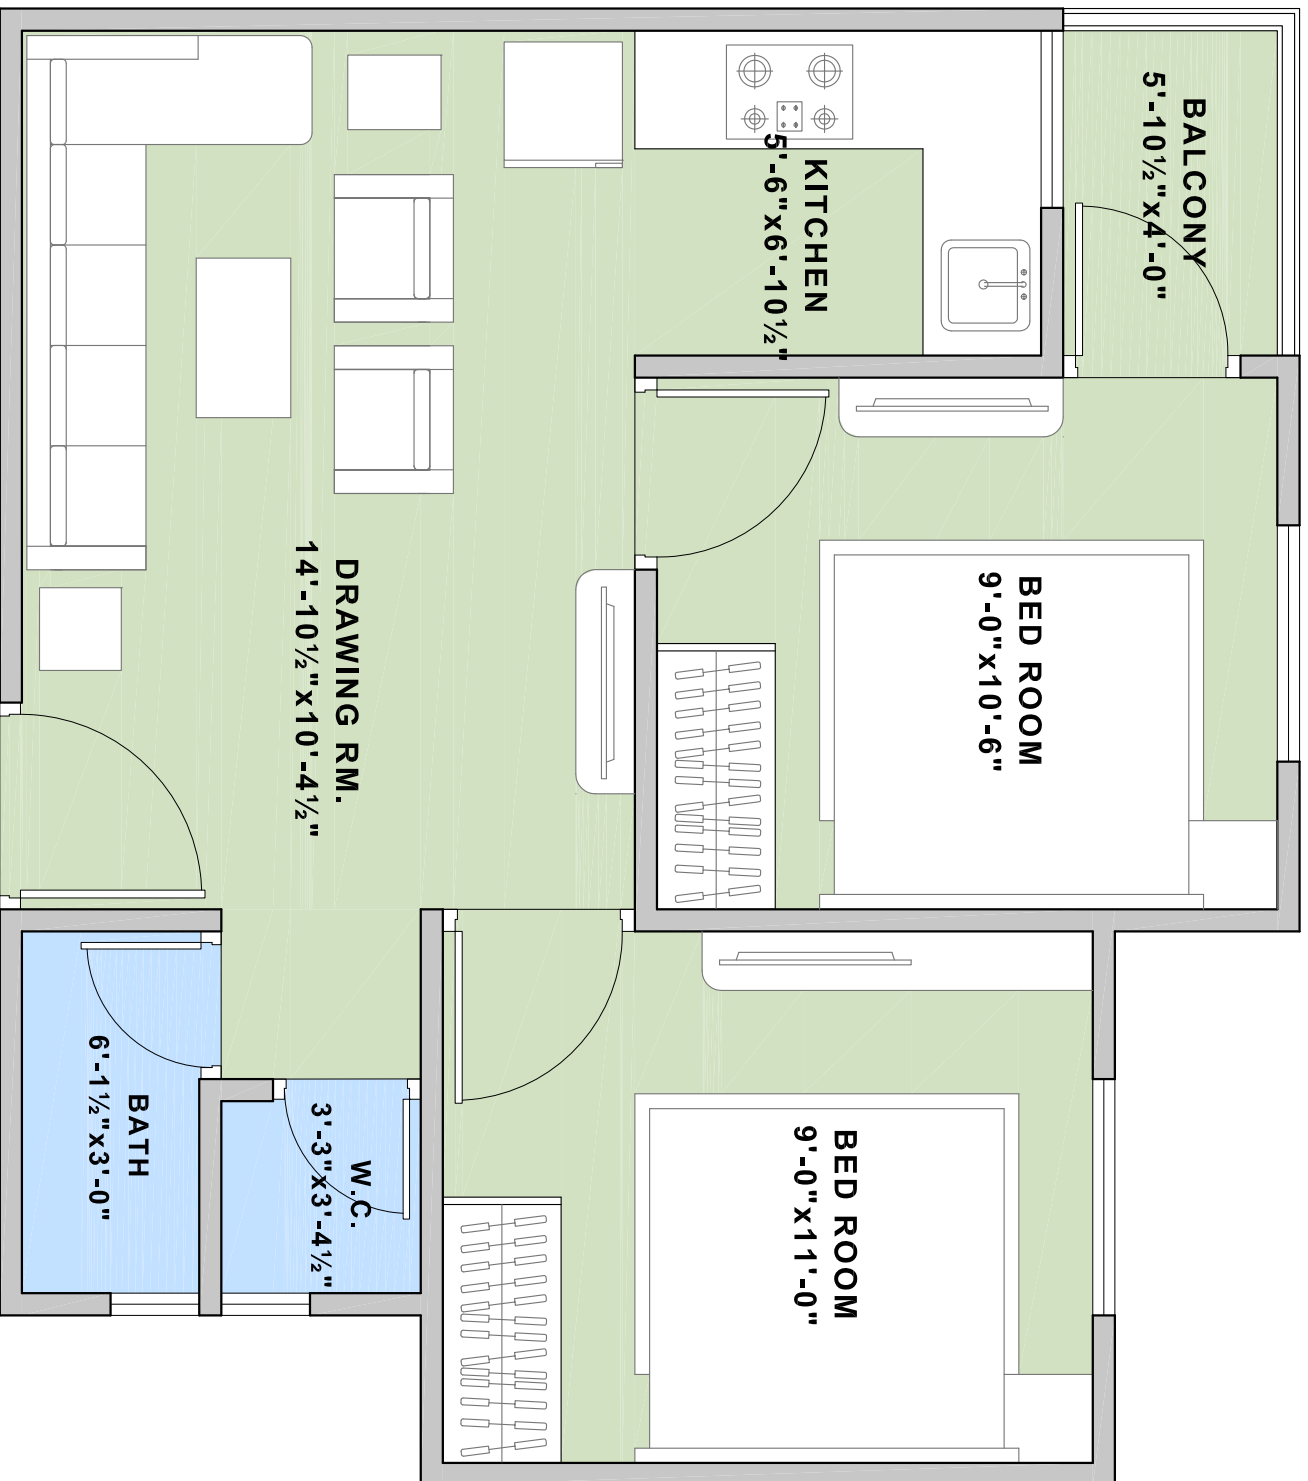 BALCONY
5'-10½"x4'-0"
KITCHEN
5'-6"x6'-10½"
BED ROOM
9'-0"x10'-6"
DRAWING RM.
14'-10½"x10'-4½"
BED ROOM
9'-0"x11'-0"
W.C.
3'-3"x3'-4½"
BATH
6'-1½"x3'-0"